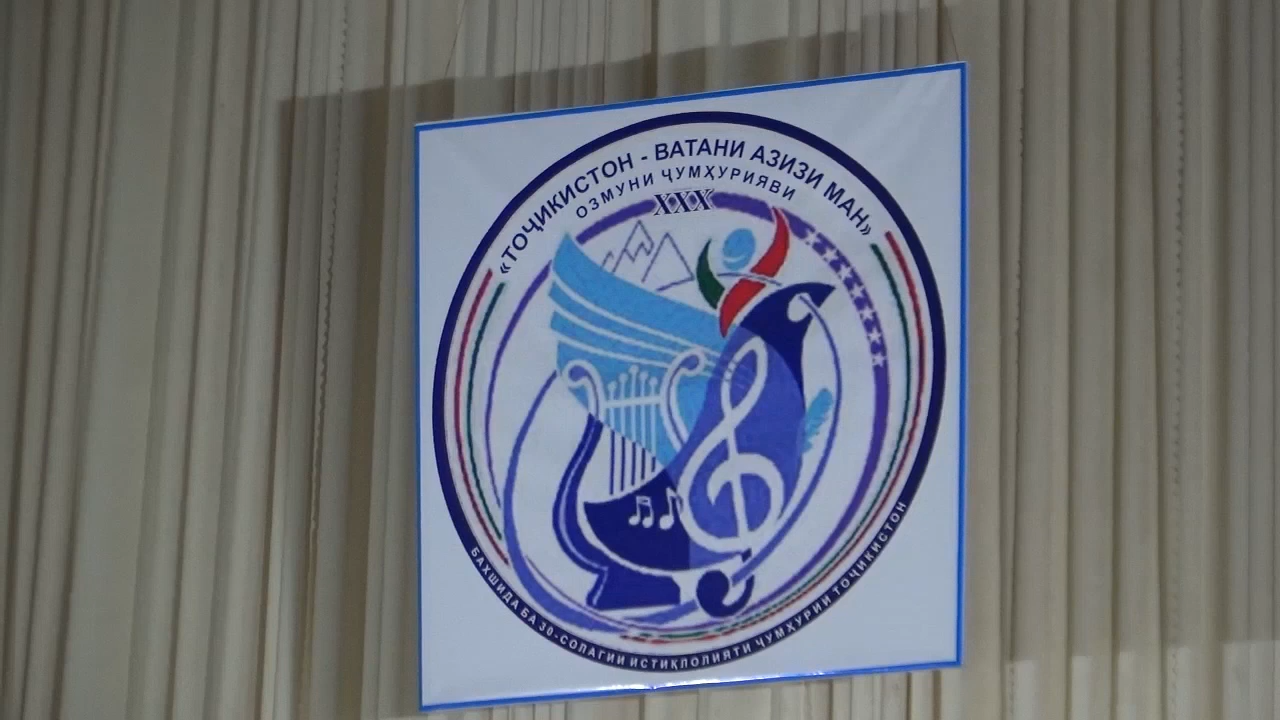 «ТОҶИКИСТОН - ВАТАНИ АЗИЗИ МАН»
ОЗМУНИ ҶУМҲУРИЯВИ
XXX
БАХШИДА БА 30-СОЛАГИИ ИСТИҚЛОЛИЯТИ ҶУМҲУРИИ ТОҶИКИСТОН